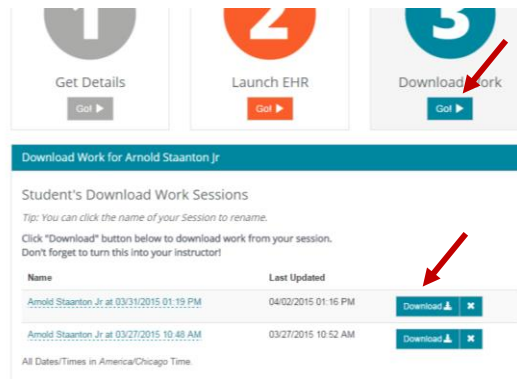 1
2
3
Get Details
Launch EHR
Download Work
Go!
Go!
Go!
Download Work for Arnold Staanton Jr
Student's Download Work Sessions
Tip: You can click the name of your Session to rename.
Click "Download" button below to download work from your session.
Don't forget to turn this into your instructor!
Name Last Updated
Arnold Staanton Jr at 03/31/2015 01:19 PM 04/02/2015 01:16 PM Download
Arnold Staanton Jr at 03/27/2015 10:48 AM 03/27/2015 10:52 AM Download
All Dates/Times in America/Chicago Time.